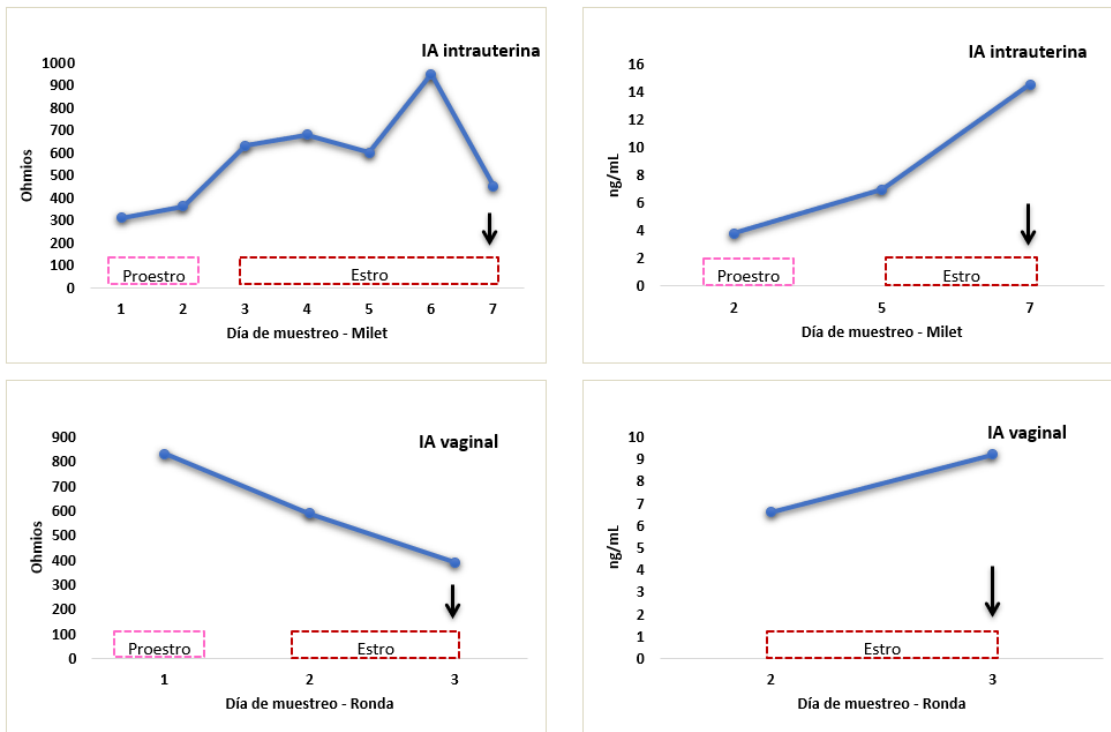 IA intrauterina
Ohmios
1000
900
800
700
600
500
400
300
200
100
0
Proestro Estro
1 2 3 4 5 6 7
Día de muestreo - Milet
IA intrauterina
ng/mL
16
14
12
10
8
6
4
2
0
Proestro Estro
2 5 7
Día de muestreo - Milet
IA vaginal
Ohmios
900
800
700
600
500
400
300
200
100
0
Proestro Estro
1 2 3
Día de muestreo - Ronda
IA vaginal
ng/mL
10
9
8
7
6
5
4
3
2
1
0
Estro
2 3
Día de muestreo - Ronda